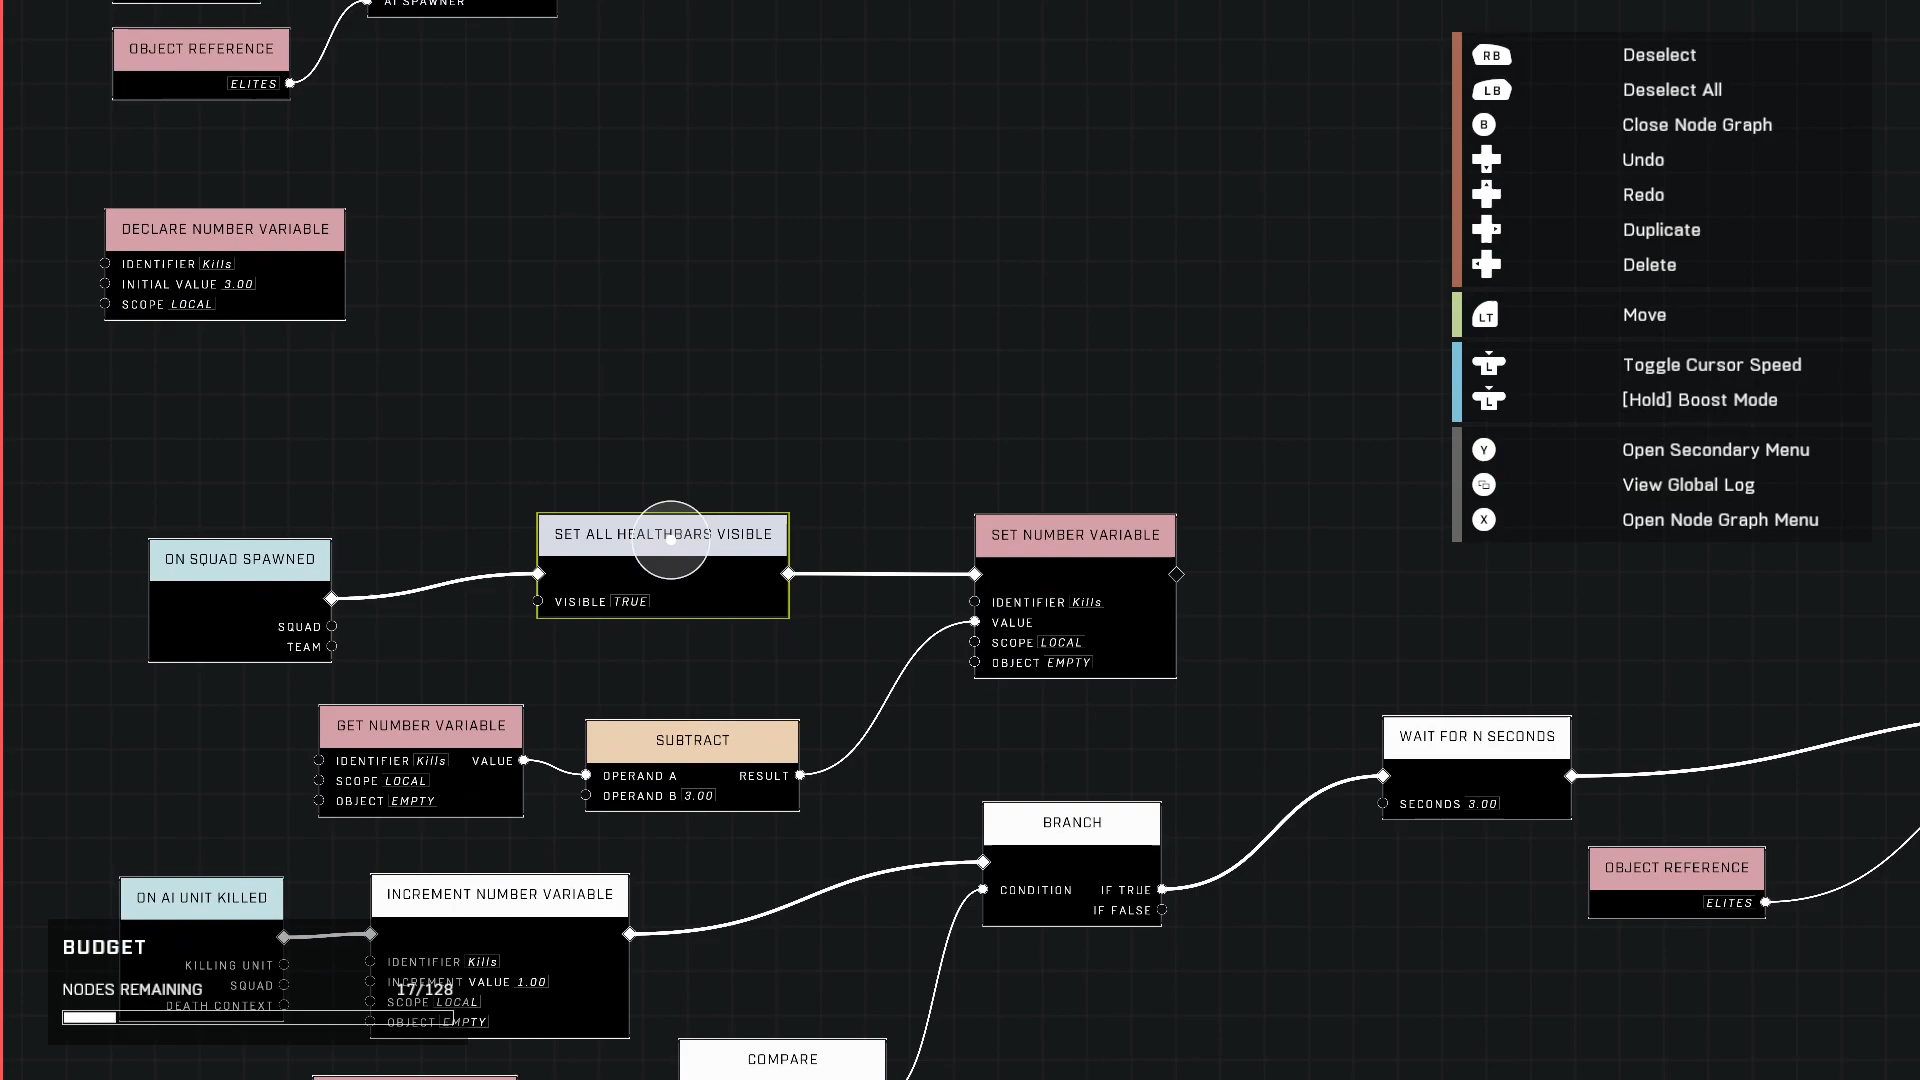 AI SPAWNER
OBJECT REFERENCE
ELITES
DECLARE NUMBER VARIABLE
IDENTIFIER Kills
INITIAL VALUE 3.00
SCOPE LOCAL
ON SQUAD SPAWNED
SQUAD
TEAM
SET ALL HEALTHBARS VISIBLE
VISIBLE TRUE
SET NUMBER VARIABLE
IDENTIFIER Kills
VALUE
SCOPE LOCAL
OBJECT EMPTY
GET NUMBER VARIABLE
IDENTIFIER Kills VALUE
SCOPE LOCAL
OBJECT EMPTY
SUBTRACT
OPERAND A RESULT
OPERAND B 3.00
BRANCH
CONDITION IF TRUE
IF FALSE
WAIT FOR N SECONDS
SECONDS 3.00
OBJECT REFERENCE
ELITES
ON AI UNIT KILLED
KILLING UNIT
SQUAD
DEATH CONTEXT
INCREMENT NUMBER VARIABLE
IDENTIFIER Kills
INCREMENT VALUE 1.00
SCOPE LOCAL
OBJECT EMPTY
COMPARE
BUDGET
NODES REMAINING 17/128
RB Deselect
LB Deselect All
B Close Node Graph
Undo
Redo
Duplicate
Delete
LT Move
L Toggle Cursor Speed
L [Hold] Boost Mode
Y Open Secondary Menu
View Global Log
X Open Node Graph Menu